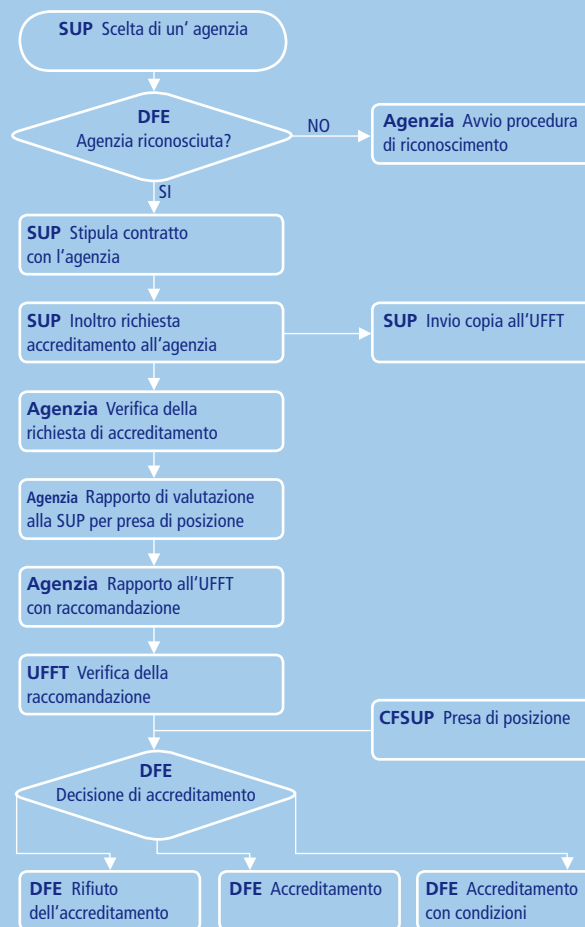 SUP Scelta di un' agenzia
DFE
Agenzia riconosciuta?
NO
Agenzia Avvio procedura
di riconoscimento
SI
SUP Stipula contratto
con l'agenzia
SUP Inoltro richiesta
accreditamento all'agenzia
SUP Invio copia all'UFFT
Agenzia Verifica della
richiesta di accreditamento
Agenzia Rapporto di valutazione
alla SUP per presa di posizione
Agenzia Rapporto all'UFFT
con raccomandazione
UFFT Verifica della
raccomandazione
CFSUP Presa di posizione
DFE
Decisione di accreditamento
DFE Rifiuto
dell'accreditamento
DFE Accreditamento
DFE Accreditamento
con condizioni